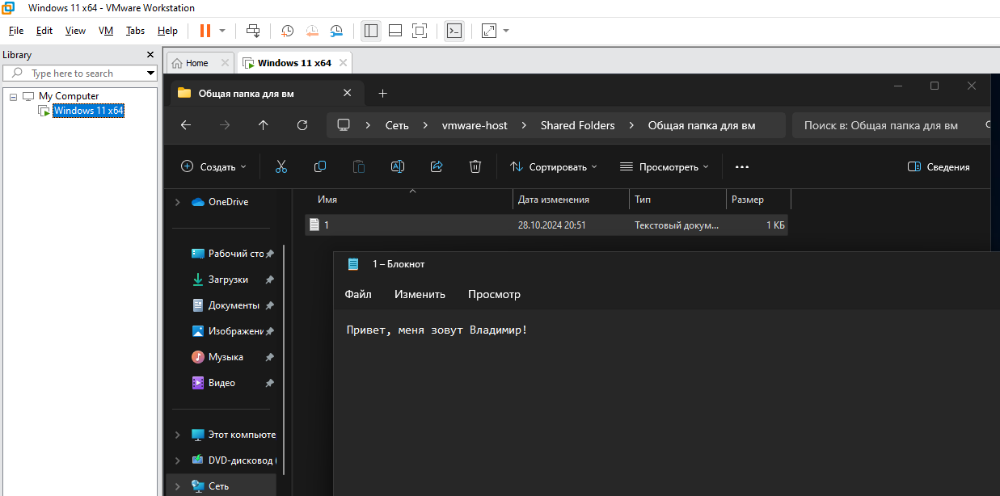 Windows 11 x64 - VMware Workstation
File Edit View VM Tabs Help
Library
Type here to search
My Computer
Windows 11 x64
Home
Windows 11 x64
Общая папка для вм
Сеть
vmware-host
Shared Folders
Общая папка для вм
Поиск в: Общая папка для вм
Создать
Сортировать
Просмотреть
Сведения
OneDrive
Рабочий сто
Загрузки
Документы
Изображени
Музыка
Видео
Этот компьюте
DVD-дисковод (
Сеть
Имя Дата изменения Тип Размер
1 28.10.2024 20:51 Текстовый докум... 1 КБ
1 – Блокнот
Файл Изменить Просмотр
Привет, меня зовут Владимир!